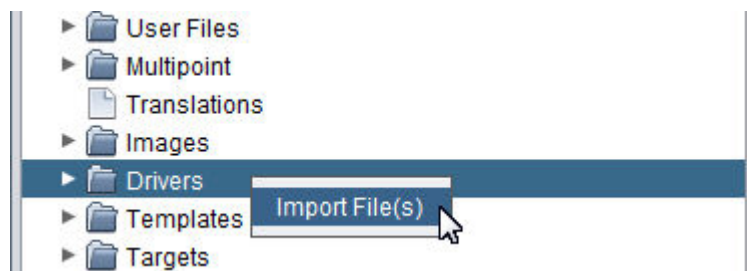 User Files
Multipoint
Translations
Images
Drivers
Import File(s)
Templates
Targets